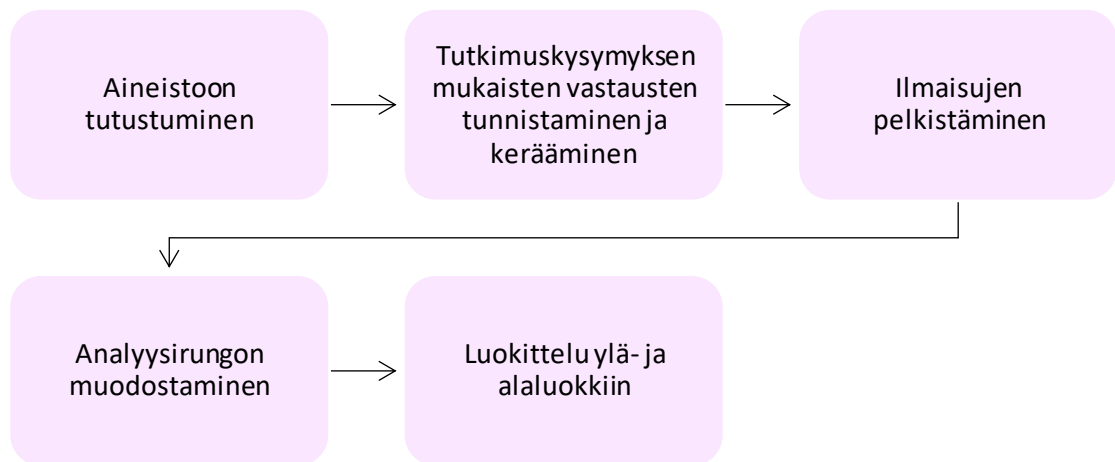 Aineistoon
tutustuminen
Tutkimuskysymyksen
mukaisten vastausten
tunnistaminen ja
kerääminen
Ilmaisujen
pelkistäminen
Analyysirungon
muodostaminen
Luokittelu ylä- ja
alaluokkiin